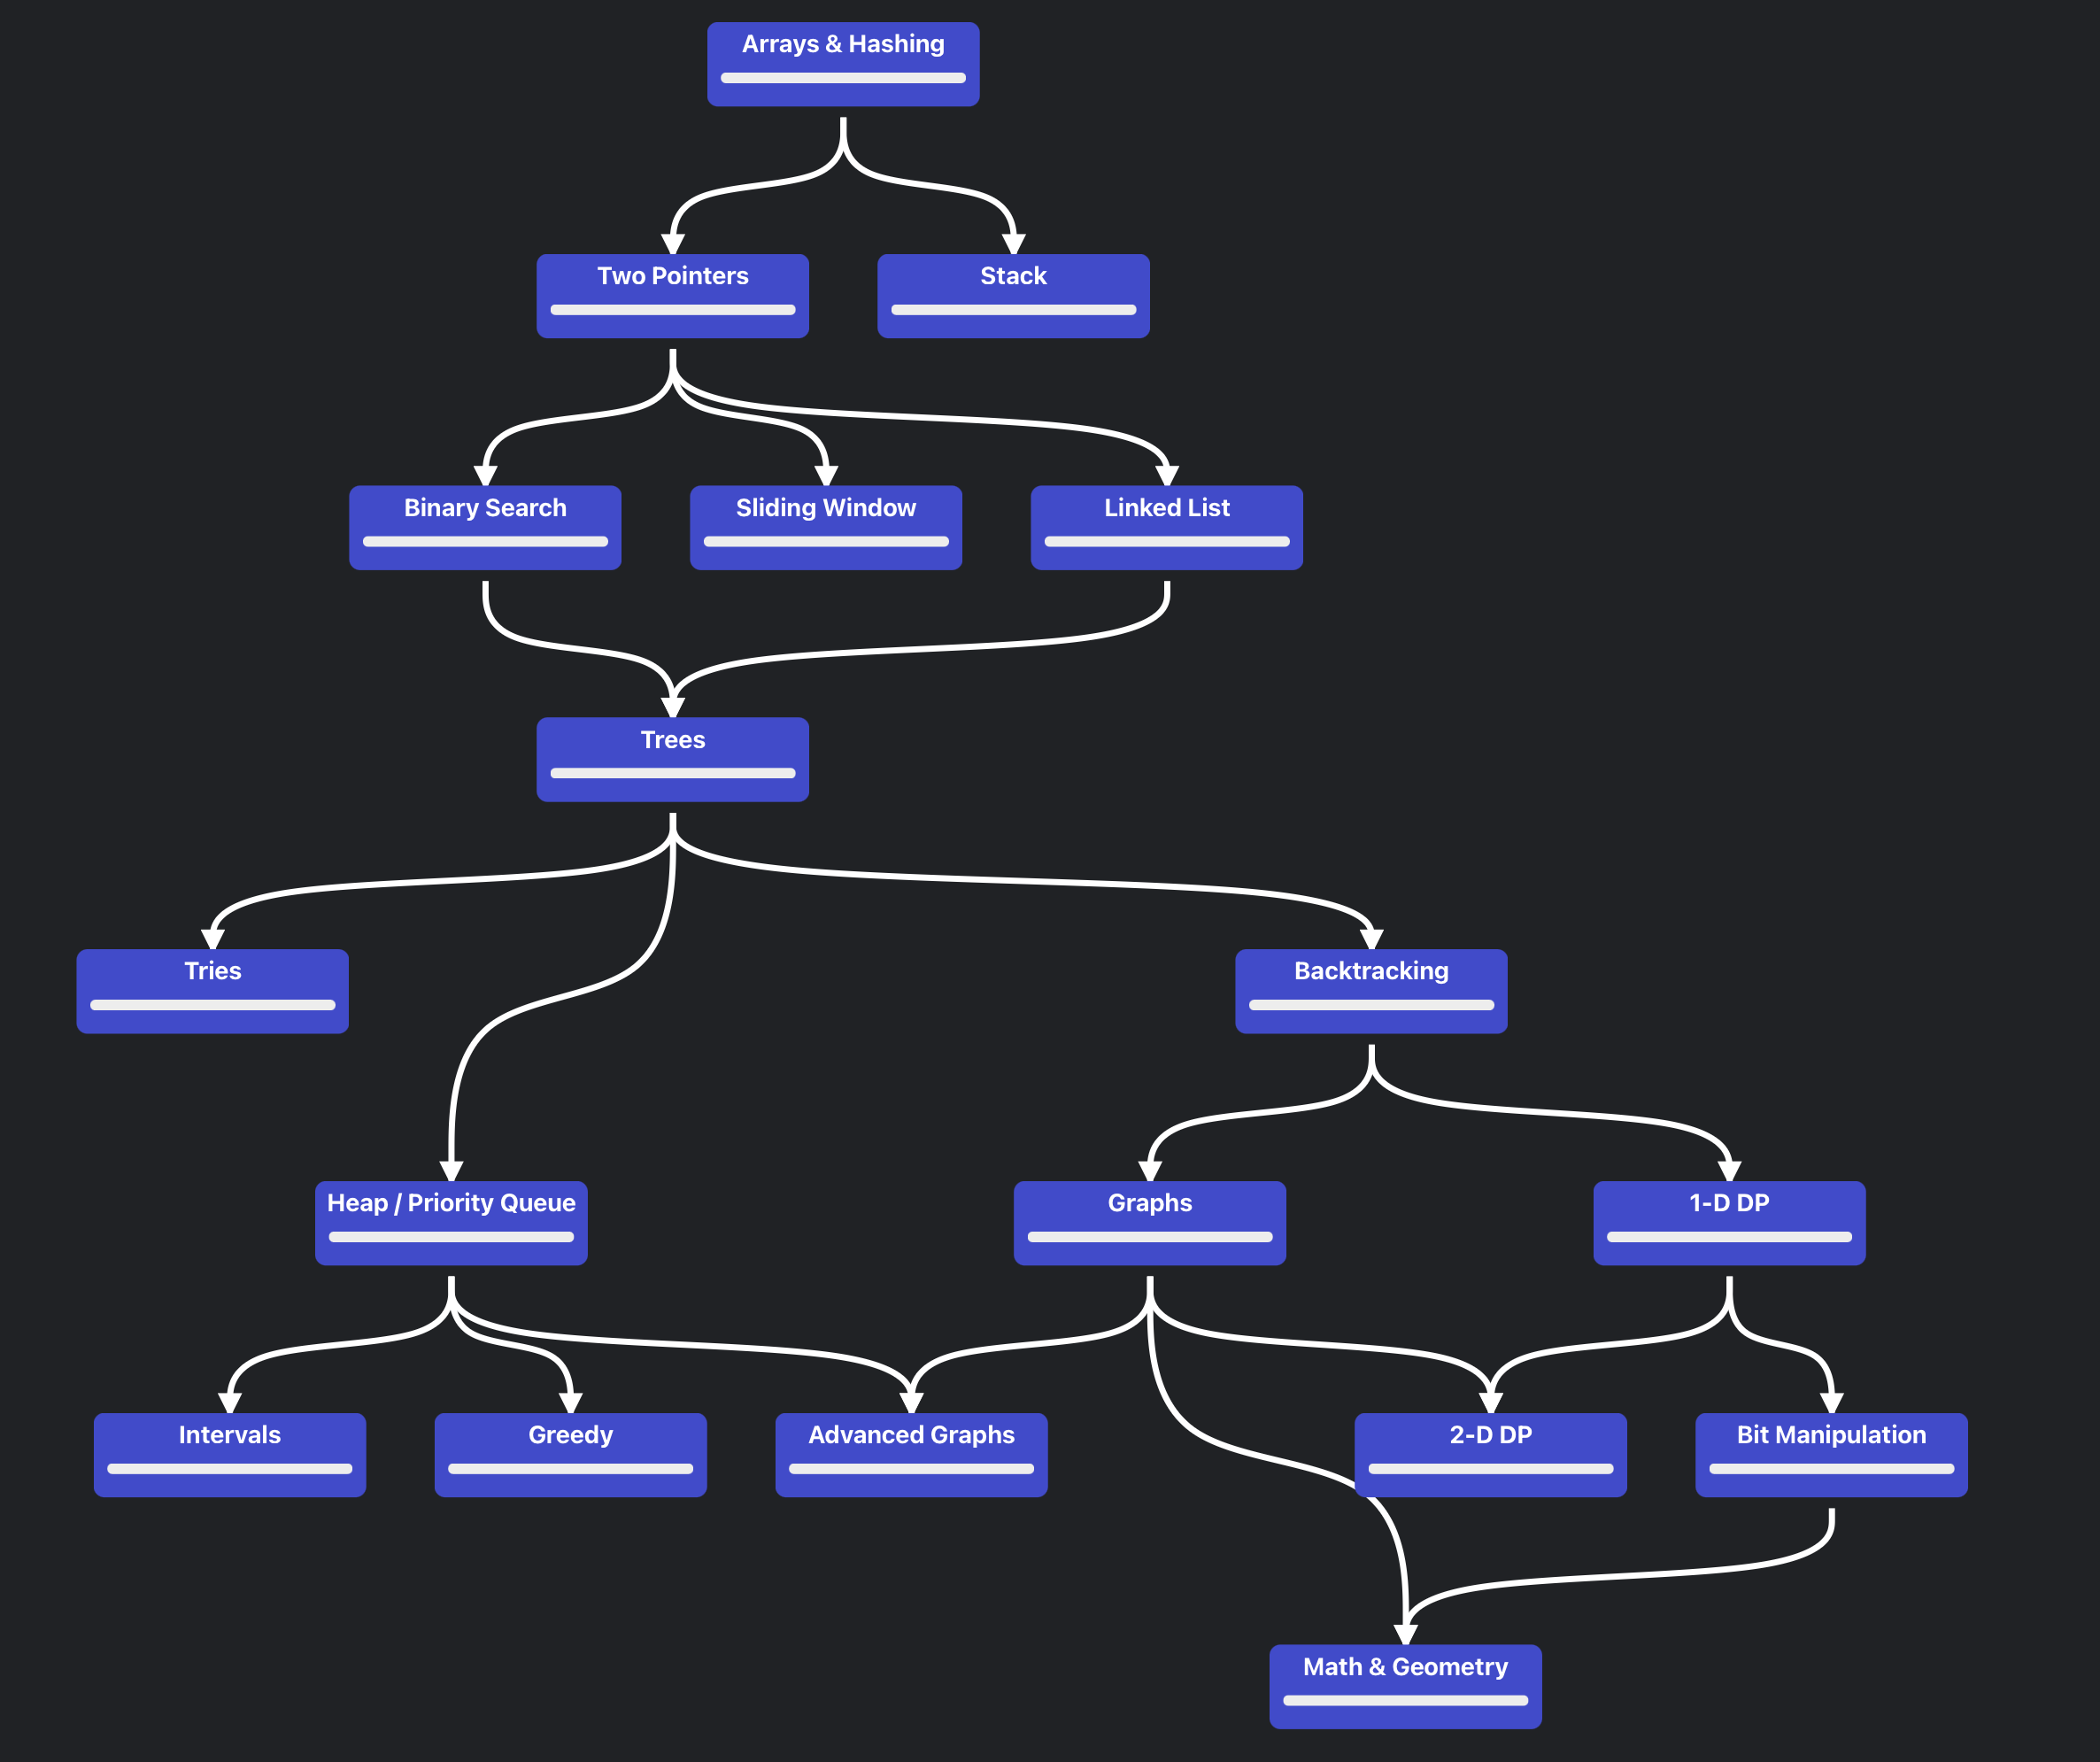 Arrays & Hashing
Two Pointers
Stack
Binary Search
Sliding Window
Linked List
Trees
Tries
Backtracking
Heap / Priority Queue
Graphs
1-D DP
Intervals
Greedy
Advanced Graphs
2-D DP
Bit Manipulation
Math & Geometry